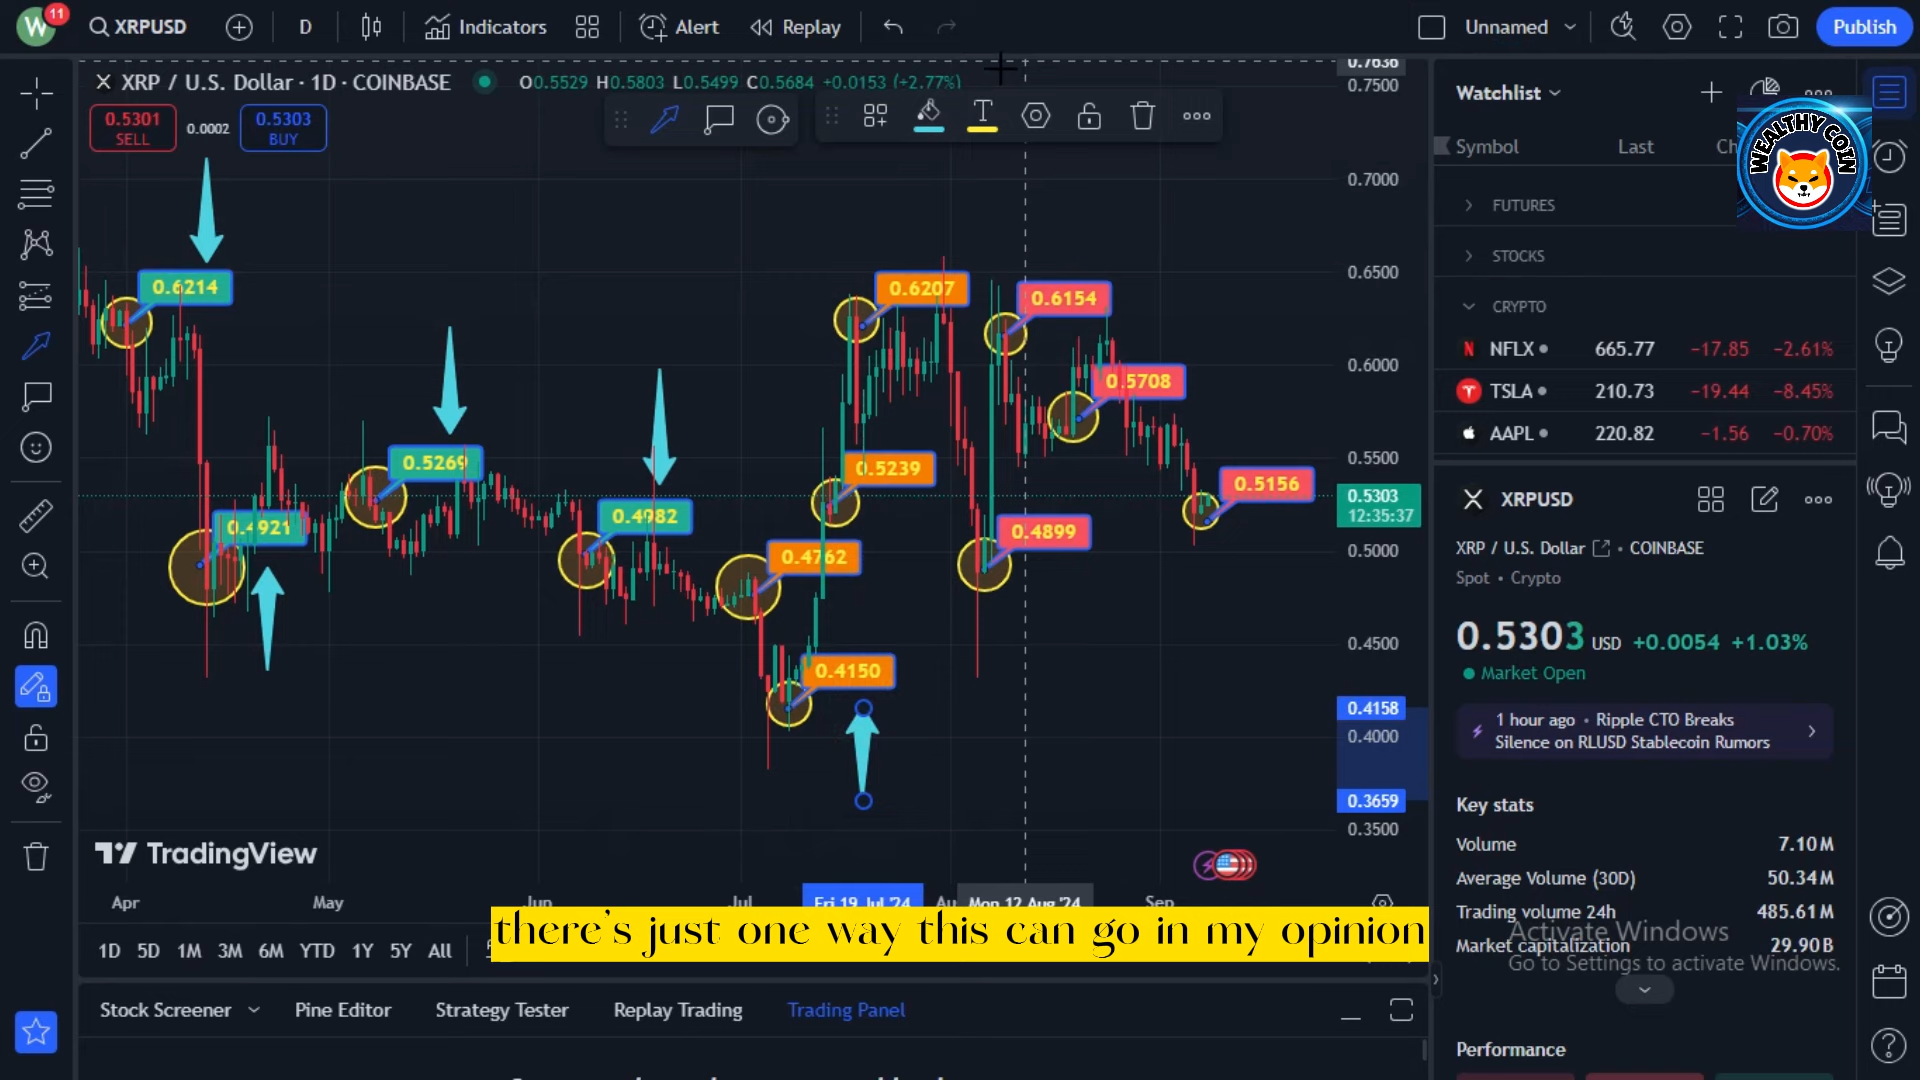 W 11 XRPUSD D Indicators Alert Replay Unnamed Publish
XRP / U.S. Dollar · 1D · COINBASE O0.5529 H0.5803 L0.5499 C0.5684 +0.0153 (+2.77%)
0.5301 SELL 0.0002 0.5303 BUY
0.6214
0.4921
0.5269
0.4982
0.4762
0.4150
0.5239
0.6207
0.4899
0.6154
0.5708
0.5156
0.7636
0.7500
0.7000
0.6500
0.6000
0.5500
0.5303
12:35:37
0.5000
0.4500
0.4158
0.4000
0.3659
0.3500
TradingView
Apr May Jun Jul Fri 19 Jul '24 Au Mon 12 Aug '24 Sep
there's just one way this can go in my opinion
1D 5D 1M 3M 6M YTD 1Y 5Y All
Stock Screener Pine Editor Strategy Tester Replay Trading Trading Panel
Watchlist
WEALTHY COIN
Symbol Last Ch
FUTURES
STOCKS
CRYPTO
NFLX 665.77 −17.85 −2.61%
TSLA 210.73 −19.44 −8.45%
AAPL 220.82 −1.56 −0.70%
XRPUSD
XRP / U.S. Dollar · COINBASE
Spot · Crypto
0.5303 USD +0.0054 +1.03%
Market Open
1 hour ago · Ripple CTO Breaks
Silence on RLUSD Stablecoin Rumors
Key stats
Volume 7.10M
Average Volume (30D) 50.34M
Trading volume 24h 485.61M
Market capitalization 29.90B
Activate Windows
Go to Settings to activate Windows.
Performance